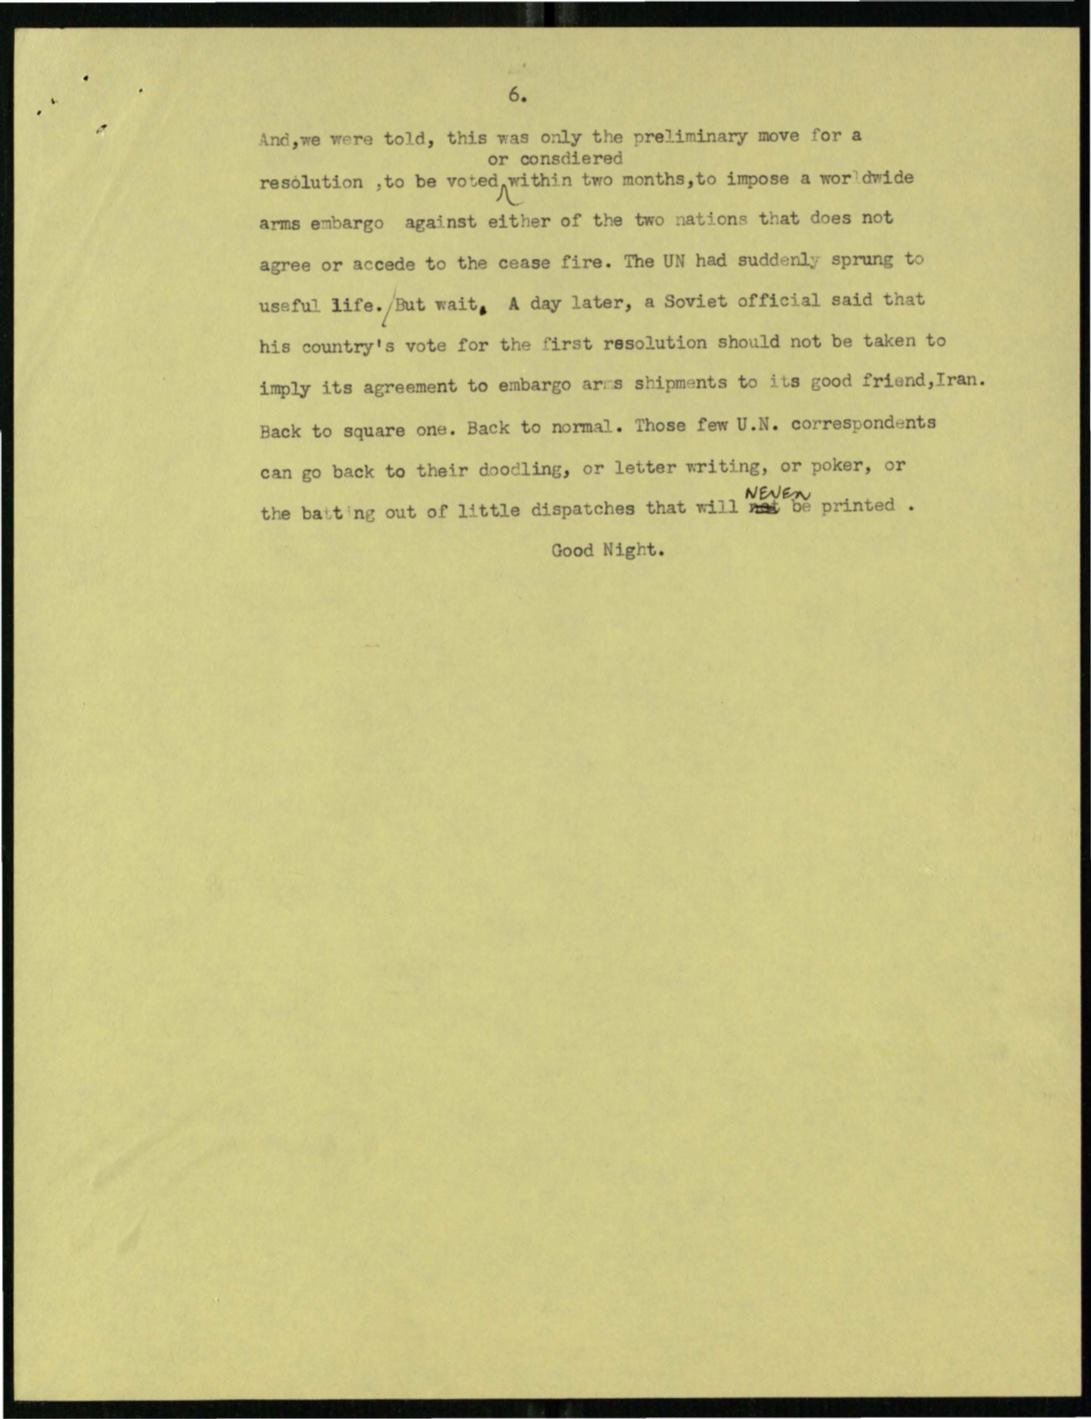 6.
And,we were told, this was only the preliminary move for a
or consdiered
resolution ,to be voted within two months,to impose a worldwide
arms embargo against either of the two nations that does not
agree or accede to the cease fire. The UN had suddenly sprung to
useful life./But wait. A day later, a Soviet official said that
his country's vote for the first resolution should not be taken to
imply its agreement to embargo arms shipments to its good friend,Iran.
Back to square one. Back to normal. Those few U.N. correspondents
can go back to their doodling, or letter writing, or poker, or
NEVER
the batting out of little dispatches that will not be printed .
Good Night.